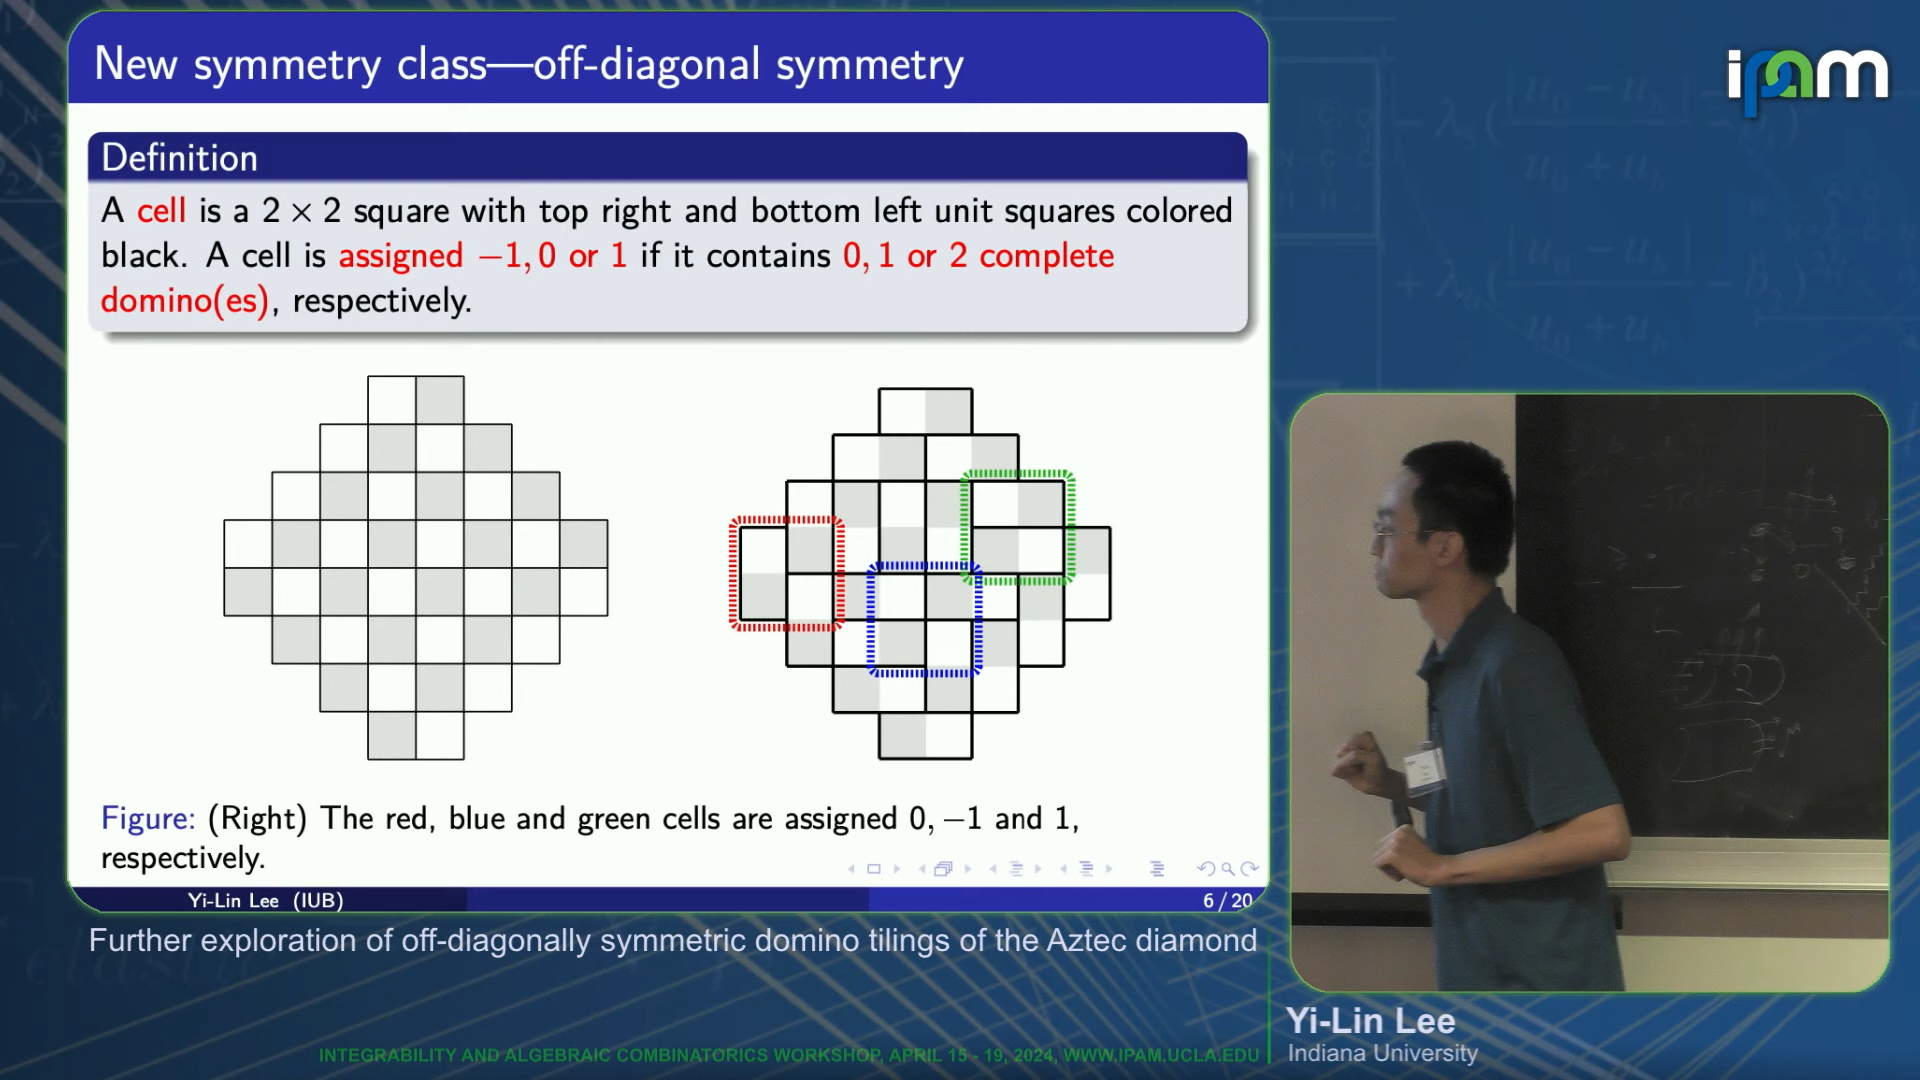 New symmetry class—off-diagonal symmetry
ipam
Definition
A cell is a 2 × 2 square with top right and bottom left unit squares colored
black. A cell is assigned −1, 0 or 1 if it contains 0, 1 or 2 complete
domino(es), respectively.
Figure: (Right) The red, blue and green cells are assigned 0, −1 and 1,
respectively.
Yi-Lin Lee (IUB)
6 / 20
Further exploration of off-diagonally symmetric domino tilings of the Aztec diamond
Yi-Lin Lee
Indiana University
INTEGRABILITY AND ALGEBRAIC COMBINATORICS WORKSHOP, APRIL 15 - 19, 2024, WWW.IPAM.UCLA.EDU